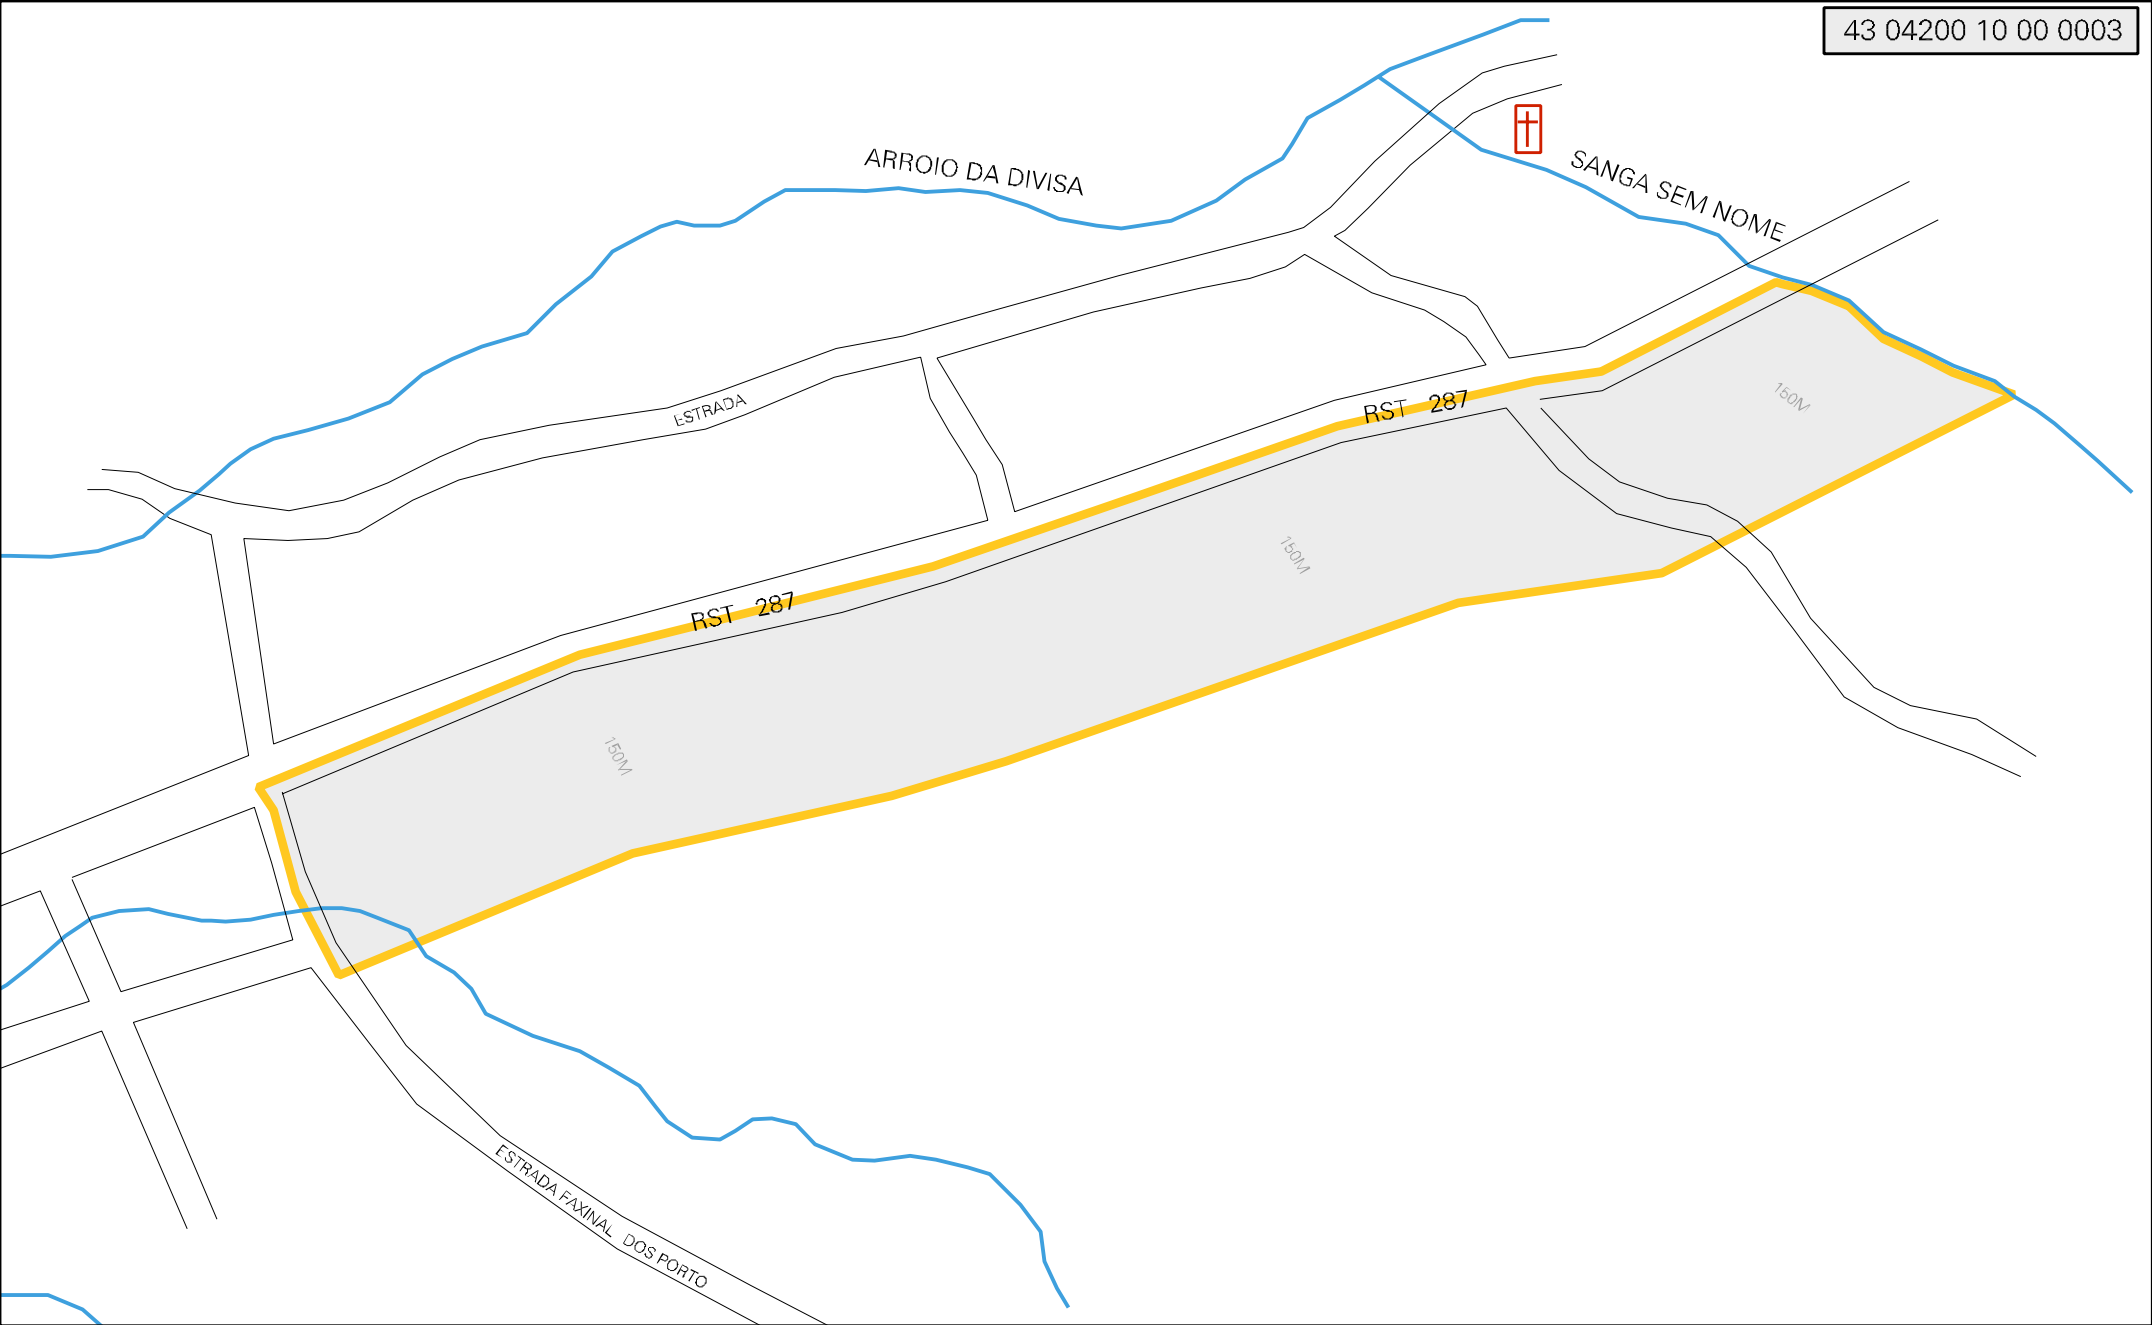 43 04200 10 00 0003
ARROIO DA DIVISA
SANGA SEM NOME
ESTRADA
RST 287
150M
150M
RST 287
150M
ESTRADA FAXINAL DOS PORTO